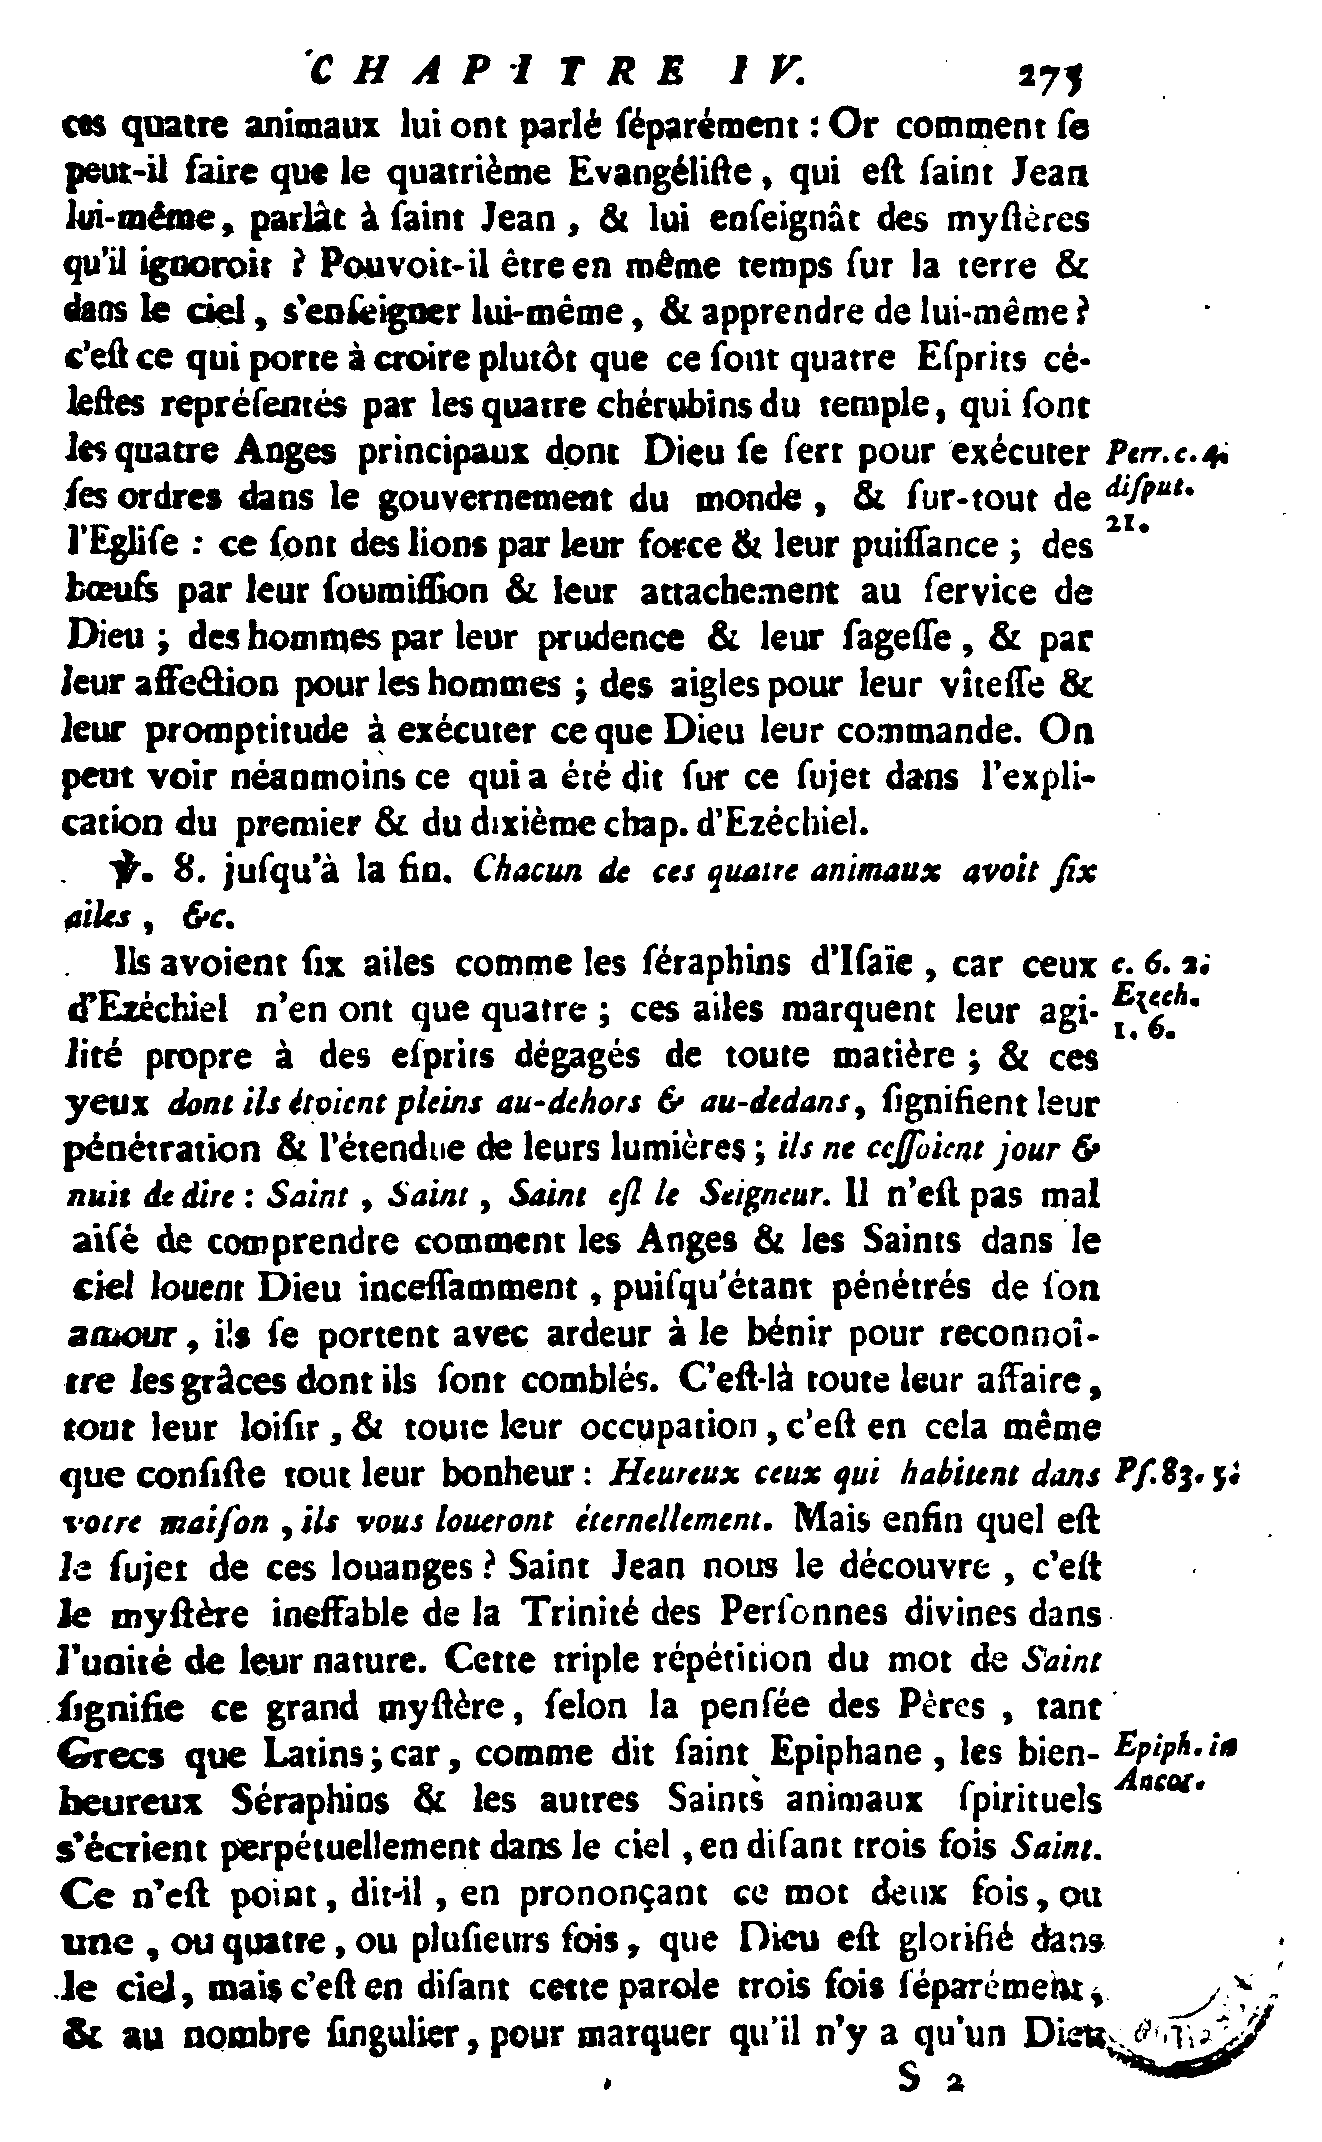 CHAPITRE IV. 275
ces quatre animaux lui ont parlé ſéparément : Or comment ſe
peut-il faire que le quatrième Evangéliſte, qui eſt ſaint Jean
lui-même, parlât à ſaint Jean, & lui enſeignât des myſtères
qu'il ignoroit ? Pouvoit-il être en même temps ſur la terre &
dans le ciel, s'enſeigner lui-même, & apprendre de lui-même ?
c'eſt ce qui porte à croire plutôt que ce ſont quatre Eſprits cé-
leſtes repréſentés par les quatre chérubins du temple, qui ſont
les quatre Anges principaux dont Dieu ſe ſert pour exécuter
Perr. c. 4.
ſes ordres dans le gouvernement du monde, & ſur-tout de
diſput.
21.
l'Egliſe : ce ſont des lions par leur force & leur puiſſance ; des
bœufs par leur ſoumiſſion & leur attachement au ſervice de
Dieu ; des hommes par leur prudence & leur ſageſſe, & par
leur affection pour les hommes ; des aigles pour leur vîteſſe &
leur promptitude à exécuter ce que Dieu leur commande. On
peut voir néanmoins ce qui a été dit ſur ce ſujet dans l'expli-
cation du premier & du dixième chap. d'Ezéchiel.
℣. 8. juſqu'à la fin. Chacun de ces quatre animaux avoit ſix
ailes, &c.
Ils avoient ſix ailes comme les ſéraphins d'Iſaïe, car ceux
c. 6. 2.
d'Ezéchiel n'en ont que quatre ; ces ailes marquent leur agi-
Ezech.
1. 6.
lité propre à des eſprits dégagés de toute matière ; & ces
yeux dont ils étoient pleins au-dehors & au-dedans, ſignifient leur
pénétration & l'étendue de leurs lumières ; ils ne ceſſoient jour &
nuit de dire : Saint, Saint, Saint eſt le Seigneur. Il n'eſt pas mal
aiſé de comprendre comment les Anges & les Saints dans le
ciel louent Dieu inceſſamment, puiſqu'étant pénétrés de ſon
amour, ils ſe portent avec ardeur à le bénir pour reconnoî-
tre les grâces dont ils ſont comblés. C'eſt-là toute leur affaire,
tout leur loiſir, & toute leur occupation, c'eſt en cela même
que conſiſte tout leur bonheur : Heureux ceux qui habitent dans
Pſ. 83. 5.
votre maiſon, ils vous loueront éternellement. Mais enfin quel eſt
le ſujet de ces louanges ? Saint Jean nous le découvre, c'eſt
le myſtère ineffable de la Trinité des Perſonnes divines dans
l'unité de leur nature. Cette triple répétition du mot de Saint
ſignifie ce grand myſtère, ſelon la penſée des Pères, tant
Grecs que Latins ; car, comme dit ſaint Epiphane, les bien-
Epiph. in
Ancor.
heureux Séraphins & les autres Saints animaux ſpirituels
s'écrient perpétuellement dans le ciel, en diſant trois fois Saint.
Ce n'eſt point, dit-il, en prononçant ce mot deux fois, ou
une, ou quatre, ou pluſieurs fois, que Dieu eſt glorifié dans
le ciel, mais c'eſt en diſant cette parole trois fois ſéparément,
& au nombre ſingulier, pour marquer qu'il n'y a qu'un Dieu
S 2